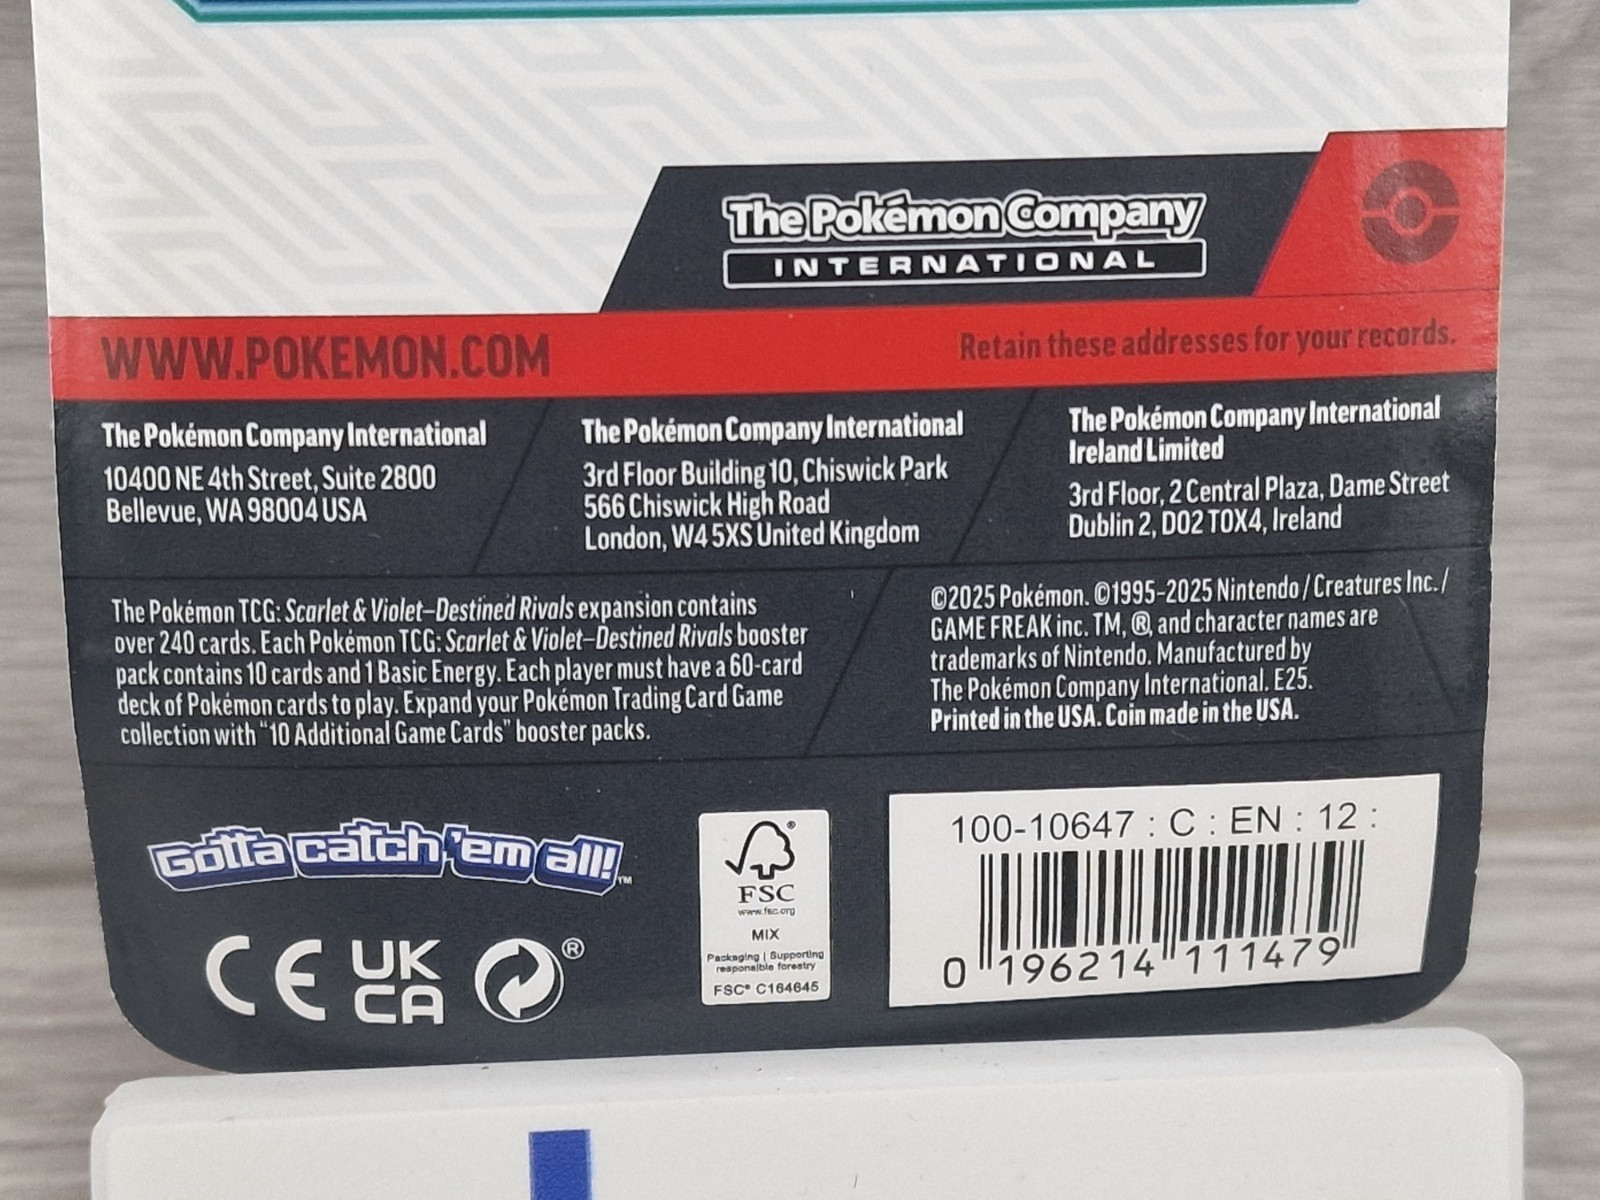 The Pokémon Company
INTERNATIONAL
WWW.POKEMON.COM
Retain these addresses for your records.
The Pokémon Company International
10400 NE 4th Street, Suite 2800
Bellevue, WA 98004 USA
The Pokémon Company International
3rd Floor Building 10, Chiswick Park
566 Chiswick High Road
London, W4 5XS United Kingdom
The Pokémon Company International
Ireland Limited
3rd Floor, 2 Central Plaza, Dame Street
Dublin 2, D02 T0X4, Ireland
The Pokémon TCG: Scarlet & Violet–Destined Rivals expansion contains
over 240 cards. Each Pokémon TCG: Scarlet & Violet–Destined Rivals booster
pack contains 10 cards and 1 Basic Energy. Each player must have a 60-card
deck of Pokémon cards to play. Expand your Pokémon Trading Card Game
collection with “10 Additional Game Cards” booster packs.
©2025 Pokémon. ©1995–2025 Nintendo / Creatures Inc. /
GAME FREAK inc. TM, ®, and character names are
trademarks of Nintendo. Manufactured by
The Pokémon Company International. E25.
Printed in the USA. Coin made in the USA.
Gotta catch 'em all!™
CE
UK
CA
®
®
FSC
www.fsc.org
MIX
Packaging | Supporting
responsible forestry
FSC® C164645
100-10647 : C : EN : 12 :
0 196214 111479